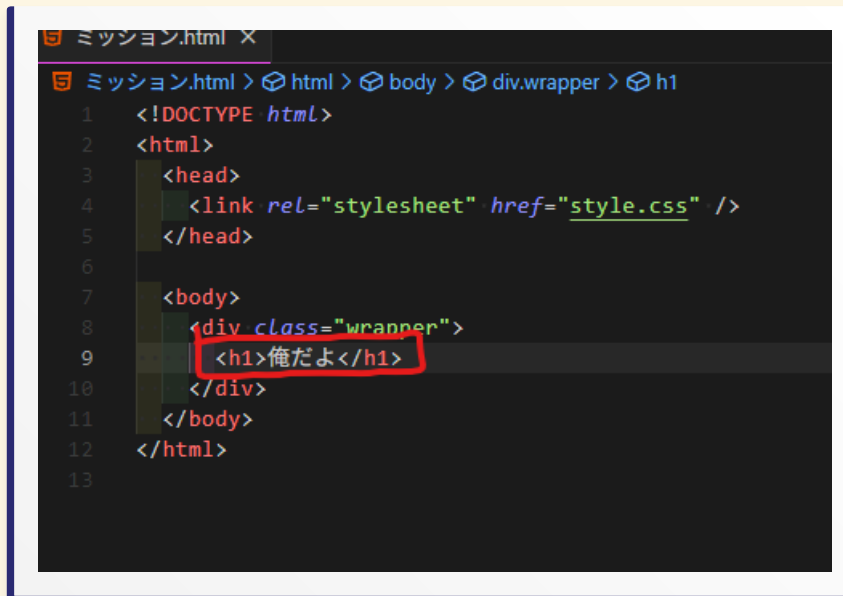 ミッション.html ×
ミッション.html > html > body > div.wrapper > h1
1 <!DOCTYPE html>
2 <html>
3 <head>
4 <link rel="stylesheet" href="style.css" />
5 </head>
6
7 <body>
8 <div class="wrapper">
9 <h1>俺だよ</h1>
10 </div>
11 </body>
12 </html>
13